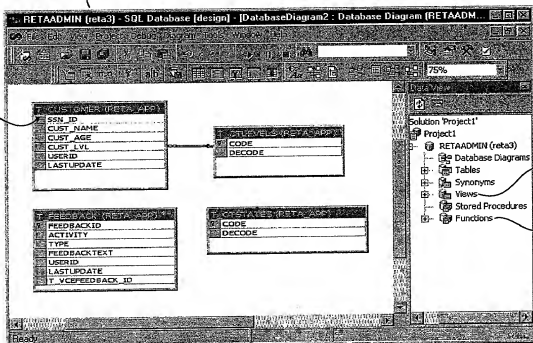 RETAADMIN (reta3) - SQL Database [design] - [DatabaseDiagram2 : Database Diagram (RETAADM...
75%
Data View
CUSTOMER (RETA_APP)
SSN_ID
CUST_NAME
CUST_AGE
CUST_LVL
USERID
LASTUPDATE
CTLEVELS (RETA_APP)
CODE
DECODE
FEEDBACK (RETA_APP)
FEEDBACKID
ACTIVITY
TYPE
FEEDBACKTEXT
USERID
LASTUPDATE
T_VCEFEEDBACK_ID
CTSTATES (RETA_APP)
CODE
DECODE
Solution 'Project1'
Project1
RETAADMIN (reta3)
Database Diagrams
Tables
Synonyms
Views
Stored Procedures
Functions
Ready